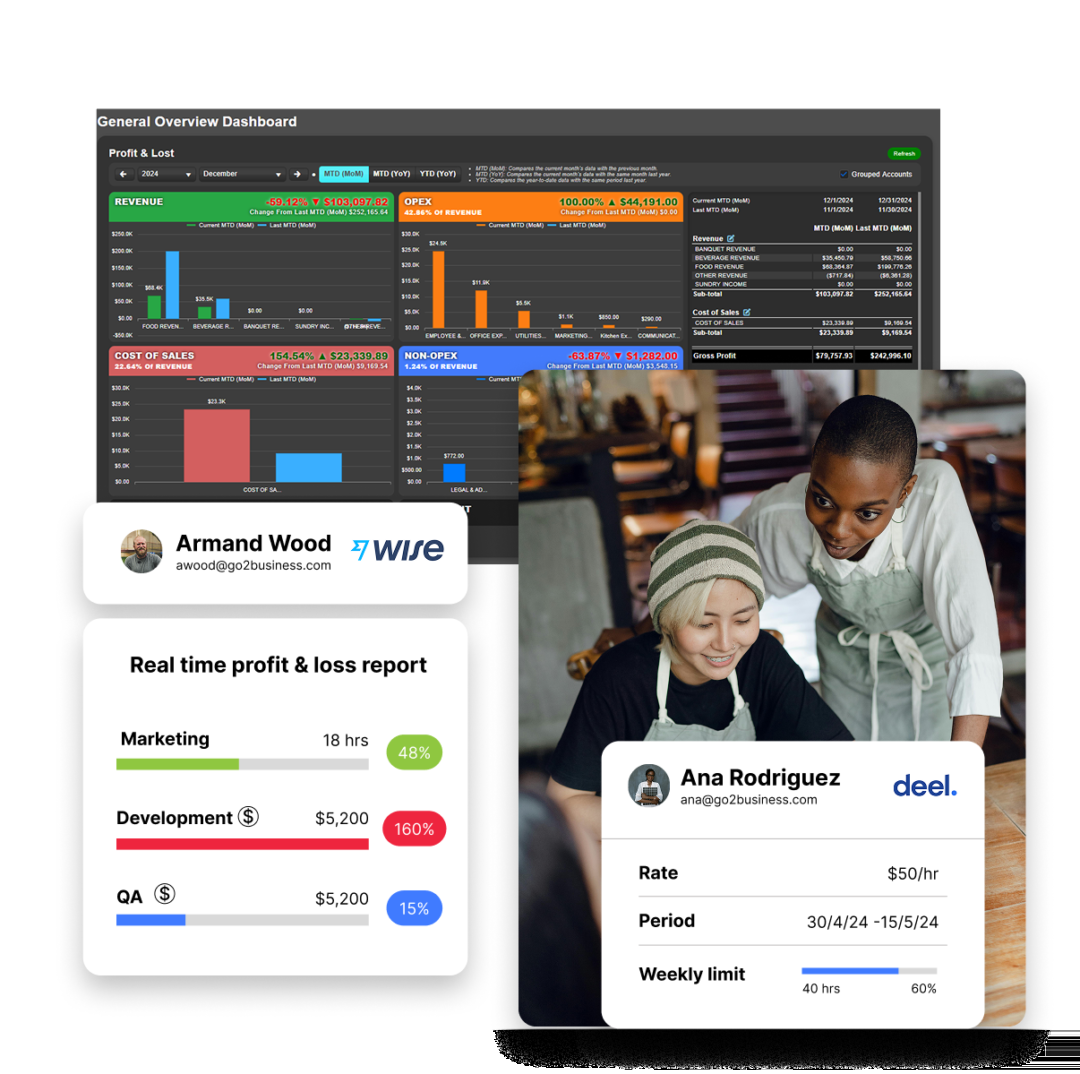 General Overview Dashboard
Profit & Lost
Refresh
2024
December
MTD (MoM)
MTD (YoY)
YTD (YoY)
• MTD (MoM): Compares the current month's data with the previous month.
• MTD (YoY): Compares the current month's data with the same month last year.
• YTD: Compares the year-to-date data with the same period last year.
Grouped Accounts
REVENUE
-59.12% ▼ $103,097.82
Change From Last MTD (MoM) $252,165.64
Current MTD (MoM) Last MTD (MoM)
$250.0K
$150.0K
$100.0K
$50.0K
$0.00
-$50.0K
$68.4K
$35.5K
$0.00
$0.00
FOOD REVEN...
BEVERAGE R...
BANQUET RE...
SUNDRY INC...
OPEX
100.00% ▲ $44,191.00
42.86% Of REVENUE
Change From Last MTD (MoM) $0.00
Current MTD (MoM) Last MTD (MoM)
$30.0K
$25.0K
$20.0K
$15.0K
$10.0K
$5.0K
$0.00
$24.5K
$11.9K
$5.5K
$1.1K
$850.00
$290.00
EMPLOYEE &...
OFFICE EXP...
UTILITIES...
MARKETING...
Kitchen Ex...
COMMUNICAT...
Current MTD (MoM) 12/1/2024 12/31/2024
Last MTD (MoM) 11/1/2024 11/30/2024
MTD (MoM) Last MTD (MoM)
Revenue
BANQUET REVENUE $0.00 $0.00
BEVERAGE REVENUE $35,450.79 $58,750.66
FOOD REVENUE $68,364.87 $199,776.26
OTHER REVENUE ($717.84) ($6,361.28)
SUNDRY INCOME $0.00 $0.00
Sub-total $103,097.82 $252,165.64
Cost of Sales
COST OF SALES $23,339.89 $9,169.54
Sub-total $23,339.89 $9,169.54
Gross Profit $79,757.93 $242,996.10
COST OF SALES
154.54% ▲ $23,339.89
22.64% Of REVENUE
Change From Last MTD (MoM) $9,169.54
Current MTD (MoM) Last MTD (MoM)
$30.0K
$25.0K
$20.0K
$15.0K
$10.0K
$5.0K
$0.00
$23.3K
COST OF SA...
NON-OPEX
-63.87% ▼ $1,282.00
1.24% Of REVENUE
Change From Last MTD (MoM) $3,548.15
Current MT
$4.0K
$3.5K
$3.0K
$2.5K
$2.0K
$1.5K
$1.0K
$500.00
$0.00
$772.00
LEGAL & AD...
IT
Armand Wood
awood@go2business.com
WISE
Real time profit & loss report
Marketing 18 hrs 48%
Development $ $5,200 160%
QA $ $5,200 15%
Ana Rodriguez
ana@go2business.com
deel.
Rate $50/hr
Period 30/4/24 -15/5/24
Weekly limit
40 hrs 60%